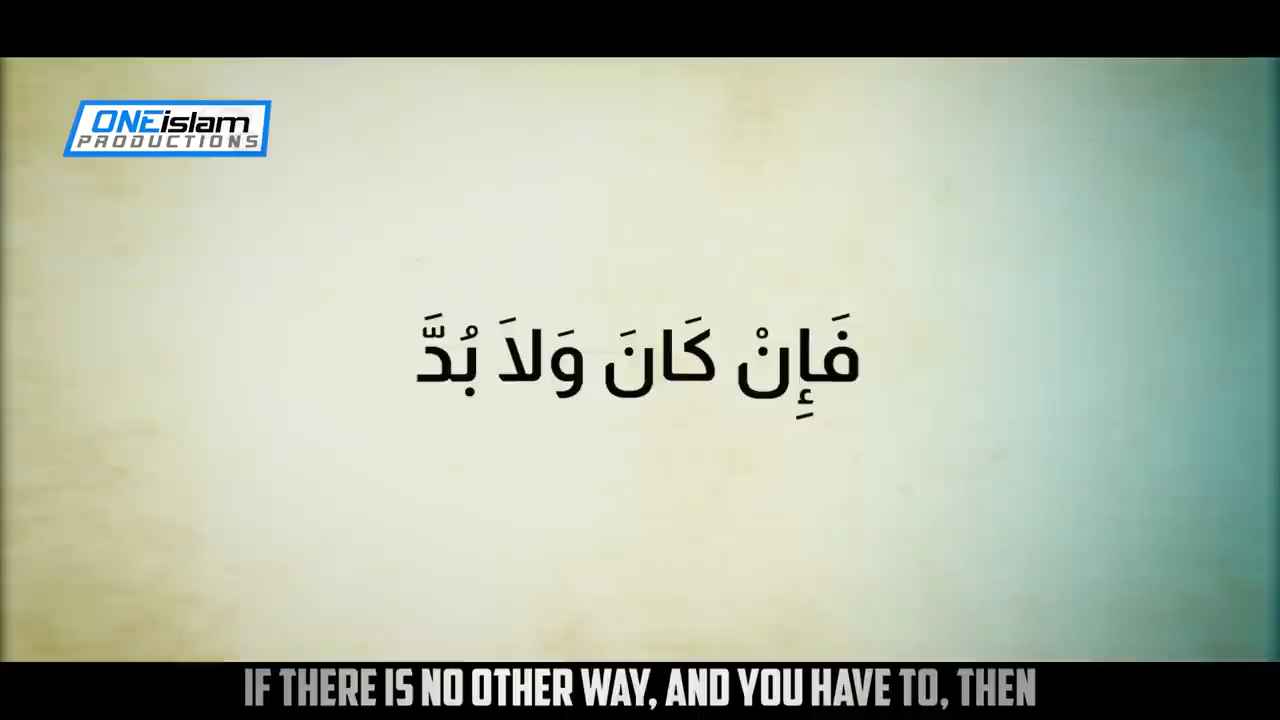 ONEislam
PRODUCTIONS
فَإِنْ كَانَ وَلاَ بُدَّ
IF THERE IS NO OTHER WAY, AND YOU HAVE TO, THEN